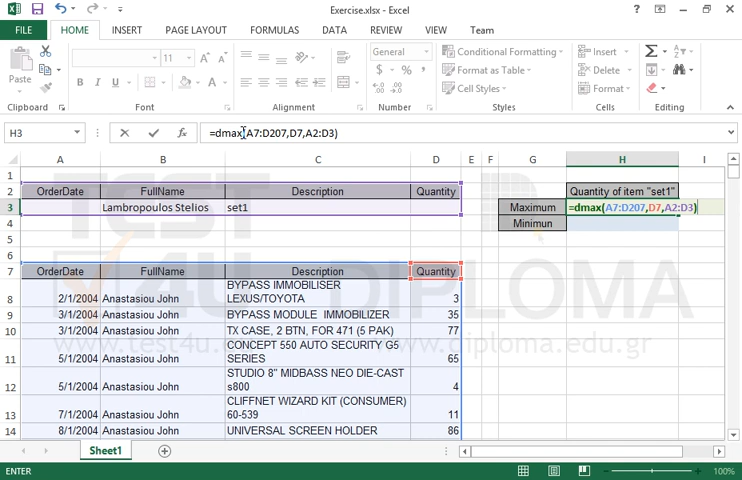 Exercise.xlsx - Excel
FILE HOME INSERT PAGE LAYOUT FORMULAS DATA REVIEW VIEW Team
Paste
B I U
11
General
$ % ,
Conditional Formatting
Format as Table
Cell Styles
Insert
Delete
Format
Clipboard Font Alignment Number Styles Cells Editing
H3 =dmax(A7:D207,D7,A2:D3)
A B C D E F G H I
1
2 OrderDate FullName Description Quantity Quantity of item "set1"
3 Lambropoulos Stelios set1 Maximum =dmax(A7:D207,D7,A2:D3)
4 Minimun
5
6
7 OrderDate FullName Description Quantity
BYPASS IMMOBILISER
8 2/1/2004 Anastasiou John LEXUS/TOYOTA 3
9 3/1/2004 Anastasiou John BYPASS MODULE IMMOBILIZER 35
10 3/1/2004 Anastasiou John TX CASE, 2 BTN, FOR 471 (5 PAK) 77
CONCEPT 550 AUTO SECURITY G5
11 5/1/2004 Anastasiou John SERIES 65
STUDIO 8" MIDBASS NEO DIE-CAST
12 5/1/2004 Anastasiou John s800 4
CLIFFNET WIZARD KIT (CONSUMER)
13 7/1/2004 Anastasiou John 60-539 11
14 8/1/2004 Anastasiou John UNIVERSAL SCREEN HOLDER 86
TEST 4U DIPLOMA
www.test4u.com www.diploma.gr
Sheet1
ENTER 100%